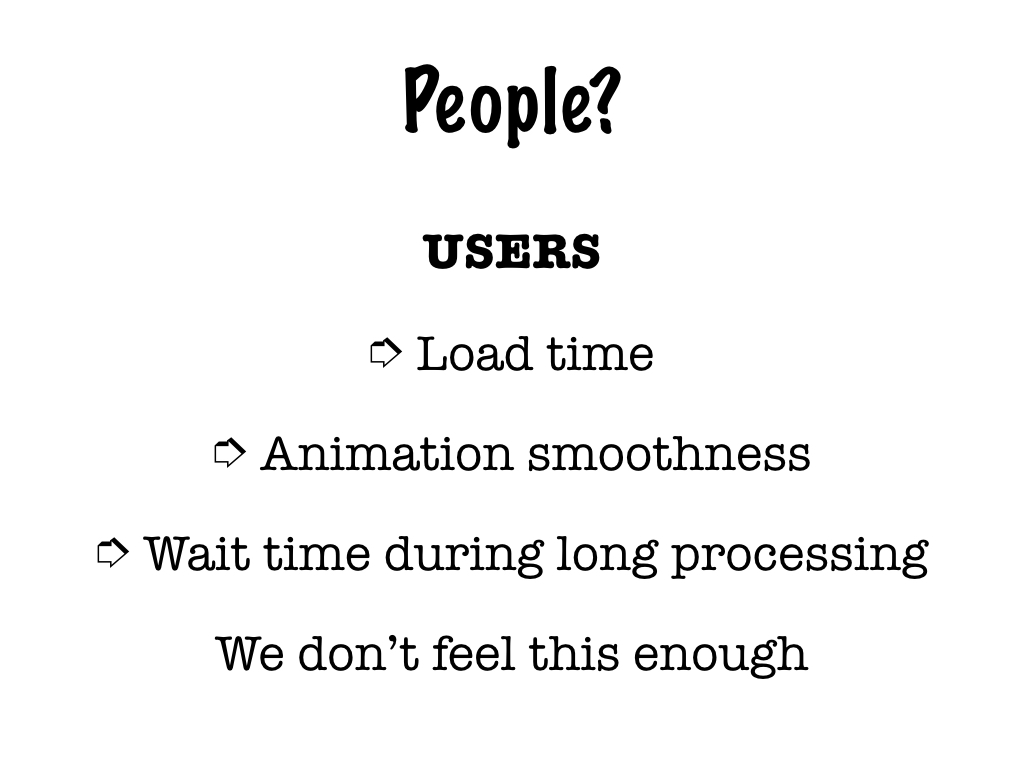 People?
USERS
➩ Load time
➩ Animation smoothness
➩ Wait time during long processing
We don’t feel this enough